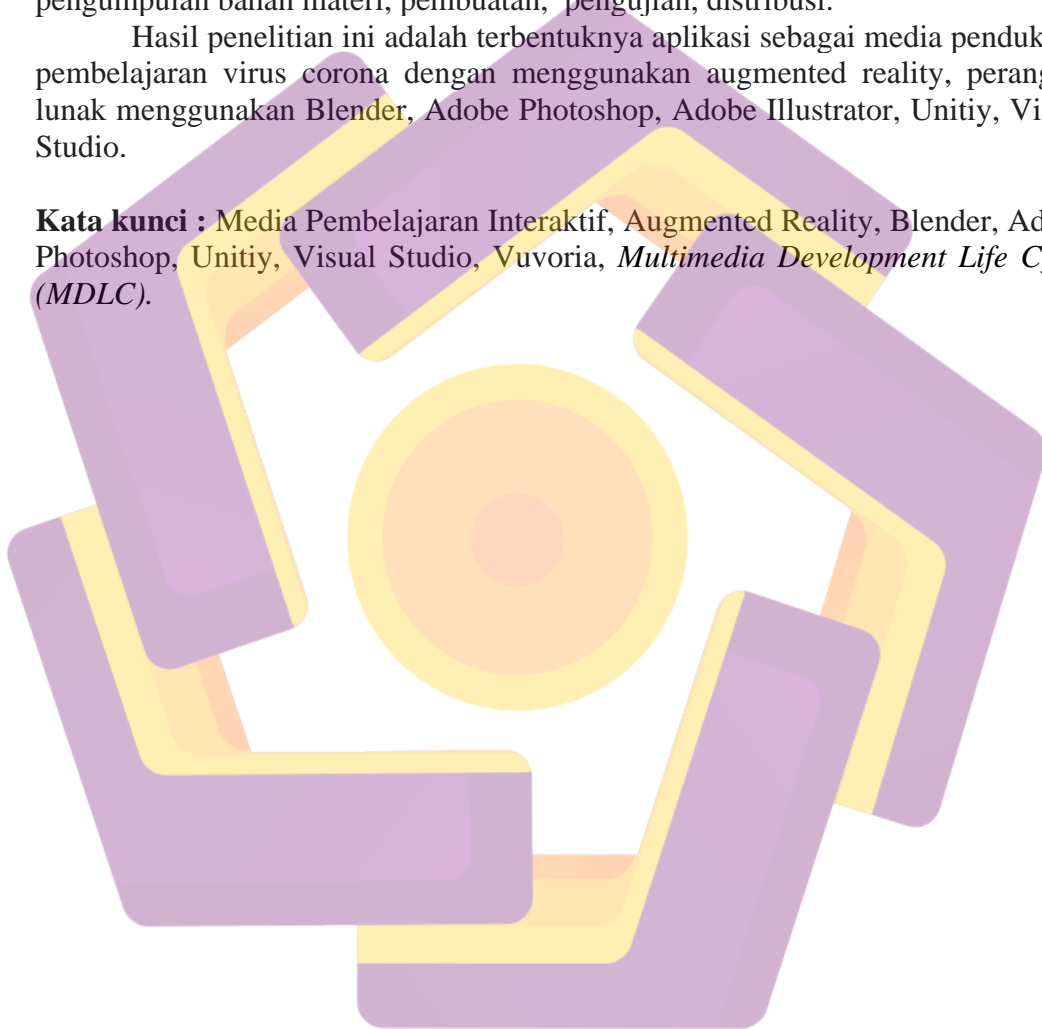 pengumpulan bahan materi, pembuatan, pengujian, distribusi.
Hasil penelitian ini adalah terbentuknya aplikasi sebagai media penduk
pembelajaran virus corona dengan menggunakan augmented reality, perang
lunak menggunakan Blender, Adobe Photoshop, Adobe Illustrator, Unitiy, Vi
Studio.
Kata kunci : Media Pembelajaran Interaktif, Augmented Reality, Blender, Ad
Photoshop, Unitiy, Visual Studio, Vuvoria, Multimedia Development Life Cy
(MDLC).